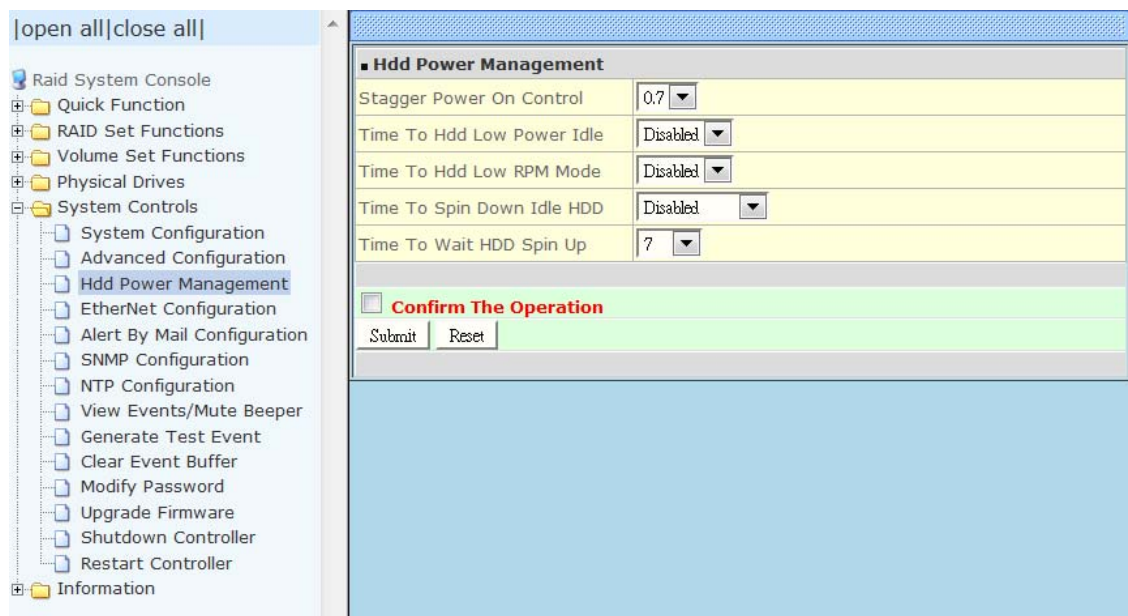 |open all|close all|
Raid System Console
Quick Function
RAID Set Functions
Volume Set Functions
Physical Drives
System Controls
System Configuration
Advanced Configuration
Hdd Power Management
EtherNet Configuration
Alert By Mail Configuration
SNMP Configuration
NTP Configuration
View Events/Mute Beeper
Generate Test Event
Clear Event Buffer
Modify Password
Upgrade Firmware
Shutdown Controller
Restart Controller
Information
Hdd Power Management
Stagger Power On Control 0.7
Time To Hdd Low Power Idle Disabled
Time To Hdd Low RPM Mode Disabled
Time To Spin Down Idle HDD Disabled
Time To Wait HDD Spin Up 7
Confirm The Operation
Submit Reset